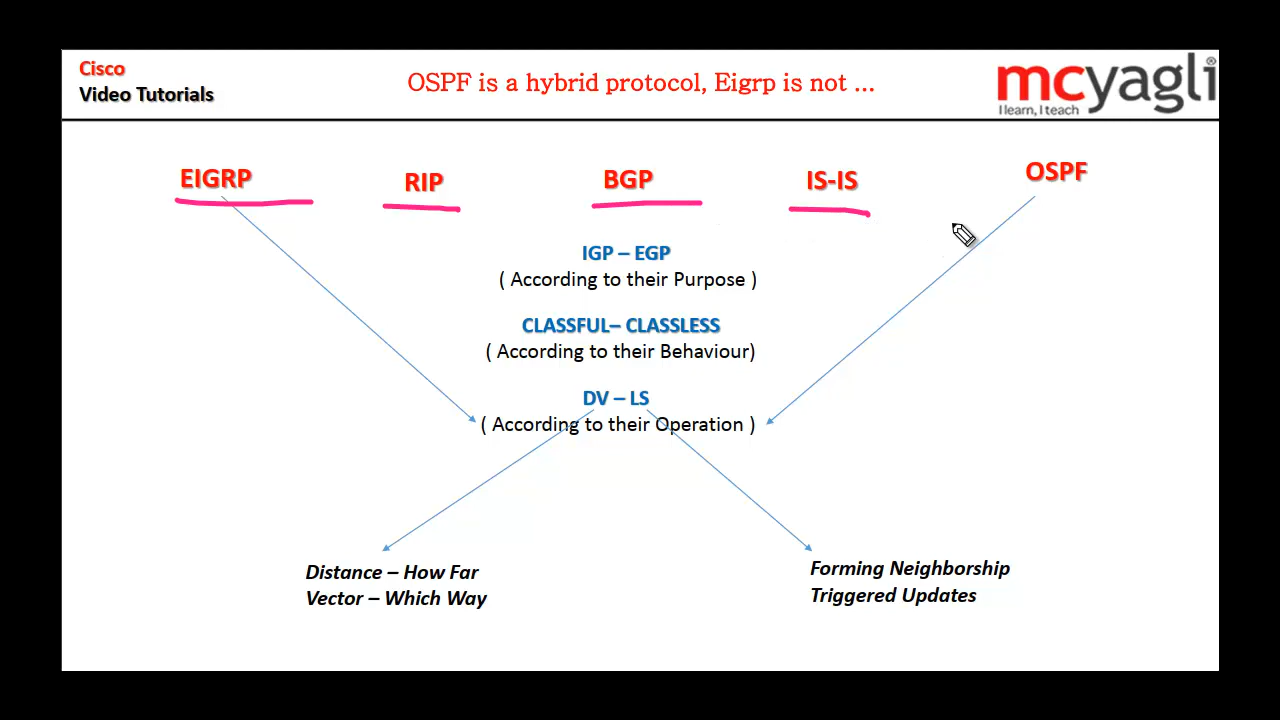 Cisco
Video Tutorials
OSPF is a hybrid protocol, Eigrp is not ...
mcyagli
I learn, I teach
EIGRP
RIP
BGP
IS-IS
OSPF
IGP – EGP
( According to their Purpose )
CLASSFUL– CLASSLESS
( According to their Behaviour)
DV – LS
( According to their Operation )
Distance – How Far
Vector – Which Way
Forming Neighborship
Triggered Updates